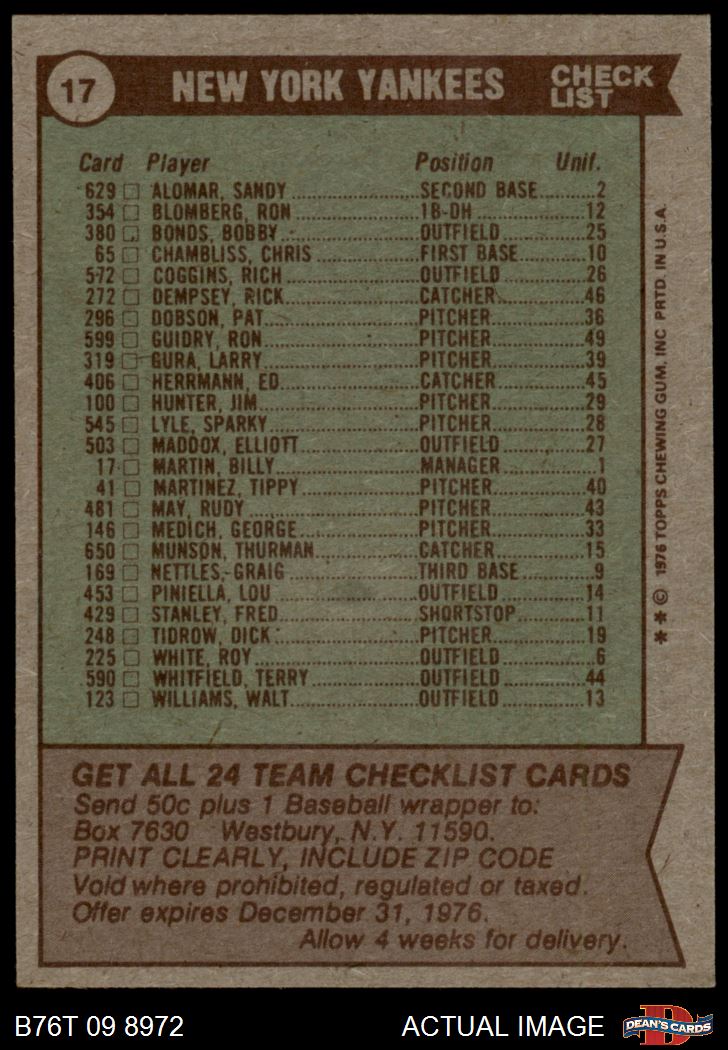 17 NEW YORK YANKEES CHECK LIST
Card Player Position Unif.
629 ALOMAR, SANDY SECOND BASE 2
354 BLOMBERG, RON 1B-DH 12
380 BONDS, BOBBY OUTFIELD 25
65 CHAMBLISS, CHRIS FIRST BASE 10
572 COGGINS, RICH OUTFIELD 26
272 DEMPSEY, RICK CATCHER 46
296 DOBSON, PAT PITCHER 36
599 GUIDRY, RON PITCHER 49
319 GURA, LARRY PITCHER 39
406 HERRMANN, ED CATCHER 45
100 HUNTER, JIM PITCHER 29
545 LYLE, SPARKY PITCHER 28
503 MADDOX, ELLIOTT OUTFIELD 27
17 MARTIN, BILLY MANAGER 1
41 MARTINEZ, TIPPY PITCHER 40
481 MAY, RUDY PITCHER 43
146 MEDICH, GEORGE PITCHER 33
650 MUNSON, THURMAN CATCHER 15
169 NETTLES, GRAIG THIRD BASE 9
453 PINIELLA, LOU OUTFIELD 14
429 STANLEY, FRED SHORTSTOP 11
248 TIDROW, DICK PITCHER 19
225 WHITE, ROY OUTFIELD 6
590 WHITFIELD, TERRY OUTFIELD 44
123 WILLIAMS, WALT OUTFIELD 13
** © 1976 TOPPS CHEWING GUM, INC. PRTD. IN U.S.A.
GET ALL 24 TEAM CHECKLIST CARDS
Send 50c plus 1 Baseball wrapper to:
Box 7630 Westbury, N.Y. 11590.
PRINT CLEARLY, INCLUDE ZIP CODE
Void where prohibited, regulated or taxed.
Offer expires December 31, 1976.
Allow 4 weeks for delivery.
B76T 09 8972 ACTUAL IMAGE
D DEAN'S CARDS